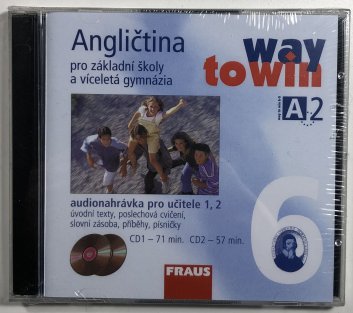 Angličtina
pro základní školy
a víceletá gymnázia
way
to win
A2
audionahrávka pro učitele 1, 2
úvodní texty, poslechová cvičení,
slovní zásoba, příběhy, písničky
CD1 – 71 min. CD2 – 57 min.
FRAUS
6